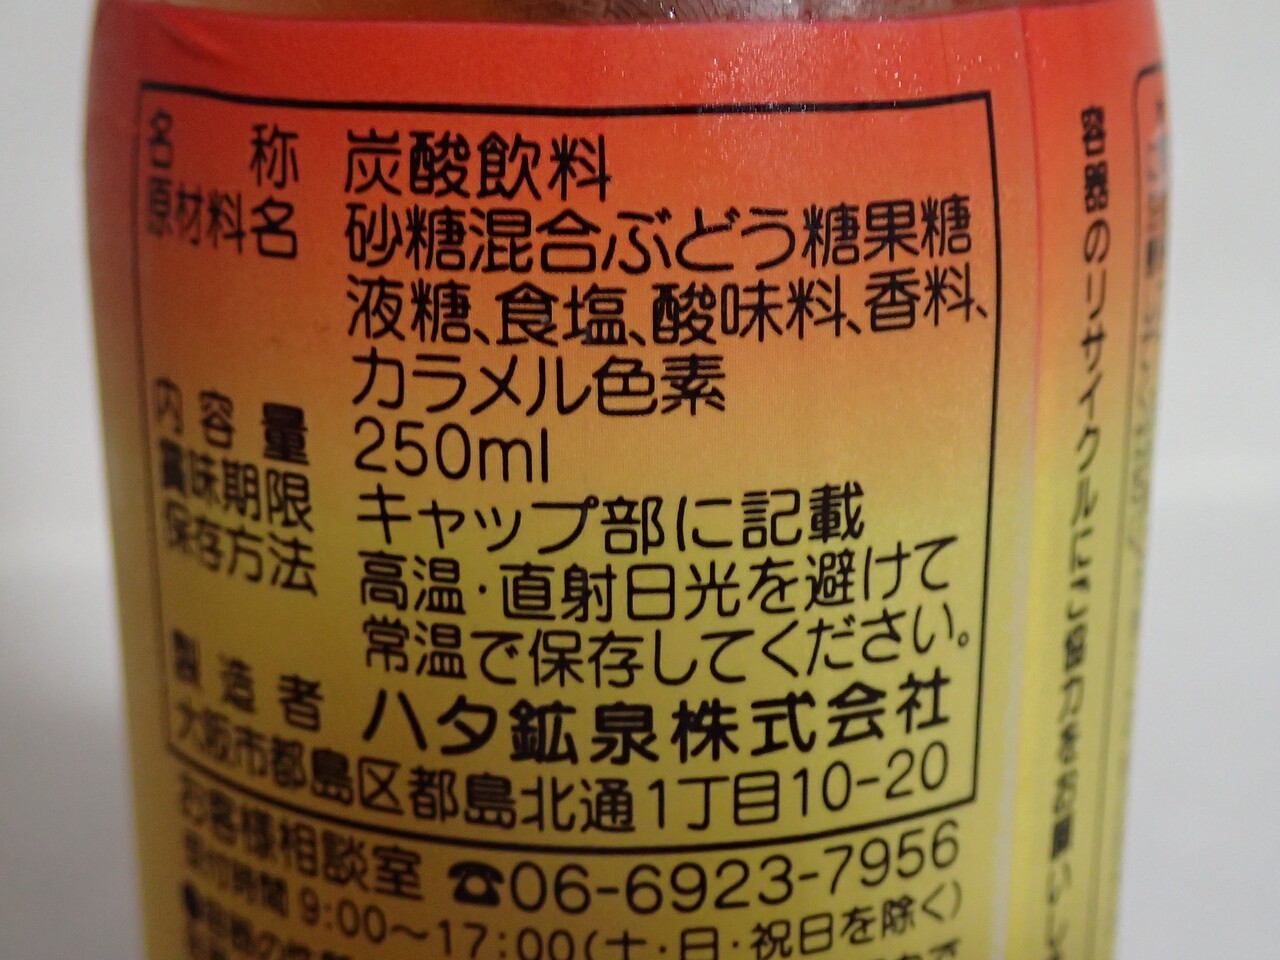 名称 炭酸飲料
原材料名 砂糖混合ぶどう糖果糖
液糖、食塩、酸味料、香料、
カラメル色素
内容量 250ml
賞味期限 キャップ部に記載
保存方法 高温・直射日光を避けて
常温で保存してください。
製造者 ハタ鉱泉株式会社
大阪市都島区都島北通1丁目10-20
お客様相談室 ☎06-6923-7956
受付時間 9:00～17:00(土・日・祝日を除く)
容器のリサイクルにご協力をお願い